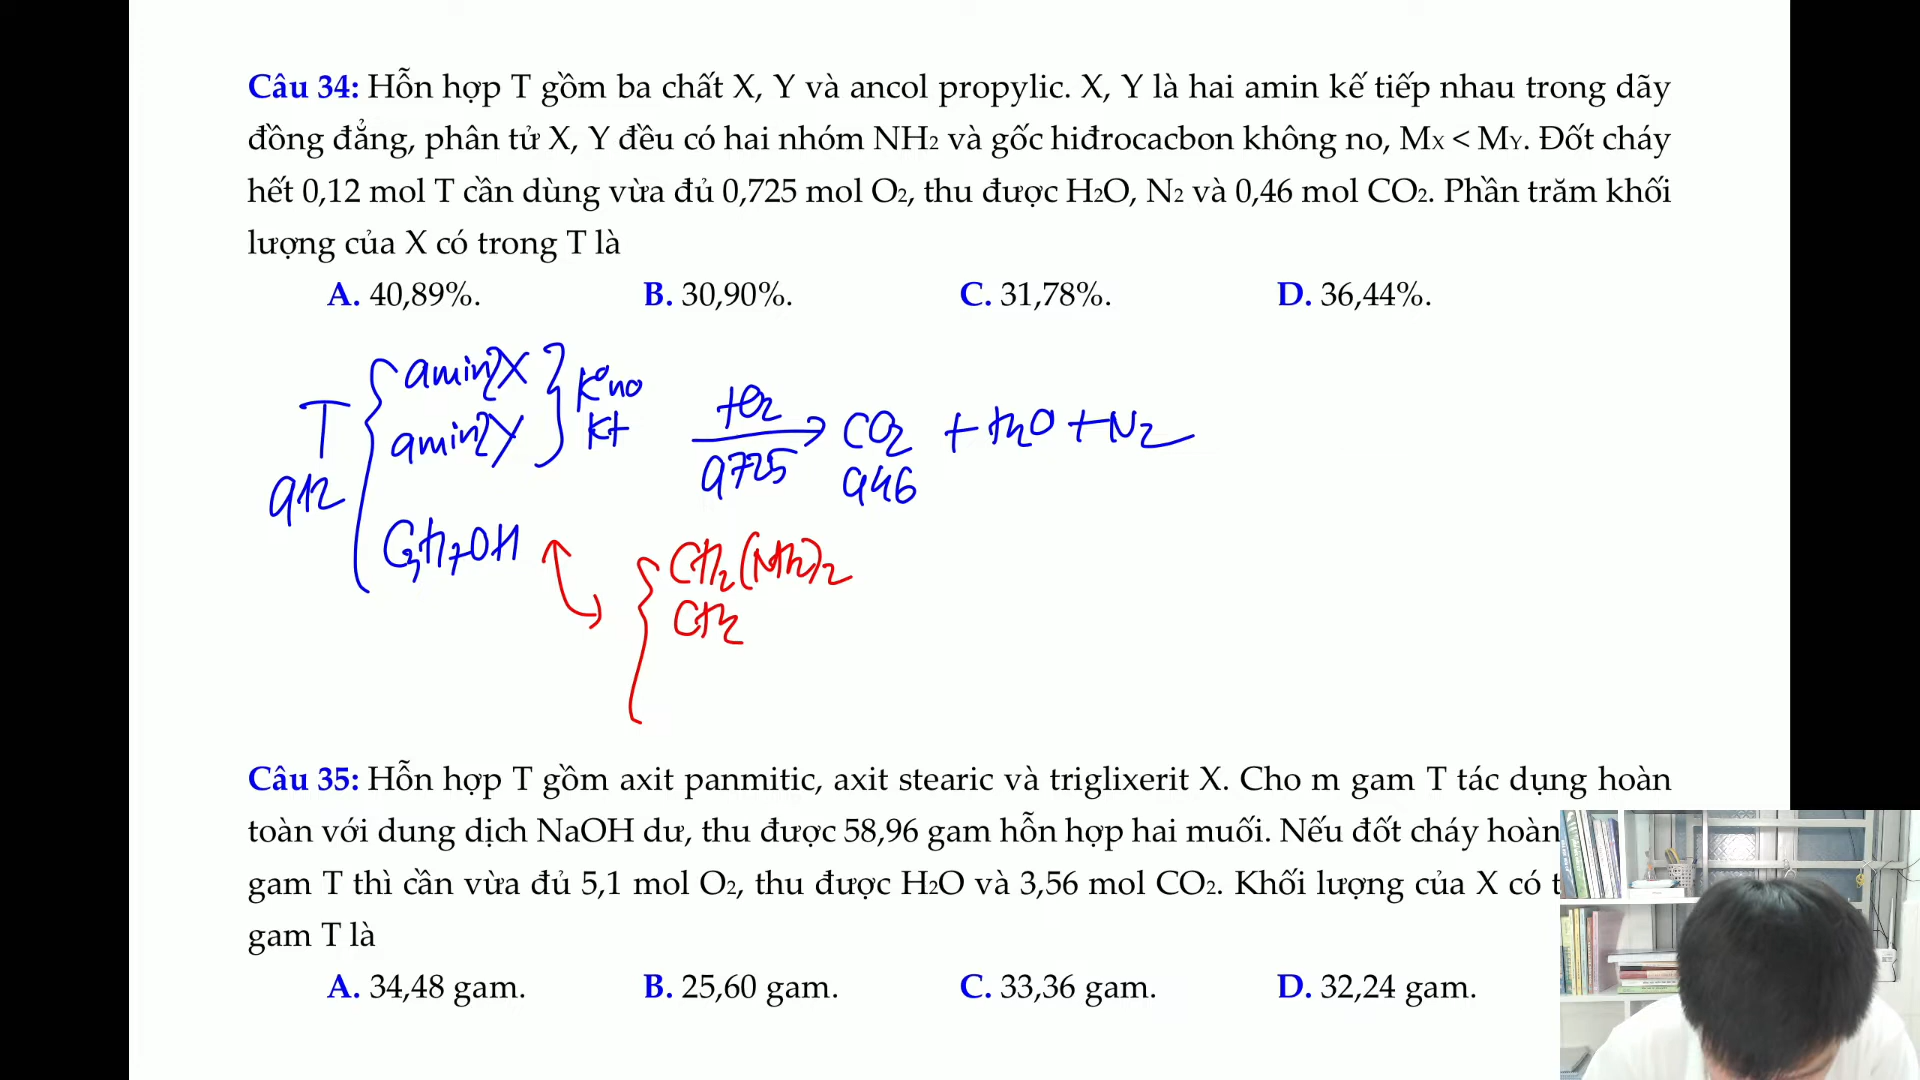 Câu 34: Hỗn hợp T gồm ba chất X, Y và ancol propylic. X, Y là hai amin kế tiếp nhau trong dãy
đồng đẳng, phân tử X, Y đều có hai nhóm NH₂ và gốc hiđrocacbon không no, Mx < MY. Đốt cháy
hết 0,12 mol T cần dùng vừa đủ 0,725 mol O₂, thu được H₂O, N₂ và 0,46 mol CO₂. Phần trăm khối
lượng của X có trong T là
A. 40,89%. B. 30,90%. C. 31,78%. D. 36,44%.
T
0,12
amin X
amin Y
C₃H₇OH
k⁰ no
+O₂
0,725
CO₂ + H₂O + N₂
0,46
CH₂(NH₂)₂
CH₂
Câu 35: Hỗn hợp T gồm axit panmitic, axit stearic và triglixerit X. Cho m gam T tác dụng hoàn
toàn với dung dịch NaOH dư, thu được 58,96 gam hỗn hợp hai muối. Nếu đốt cháy hoàn
gam T thì cần vừa đủ 5,1 mol O₂, thu được H₂O và 3,56 mol CO₂. Khối lượng của X có t
gam T là
A. 34,48 gam. B. 25,60 gam. C. 33,36 gam. D. 32,24 gam.